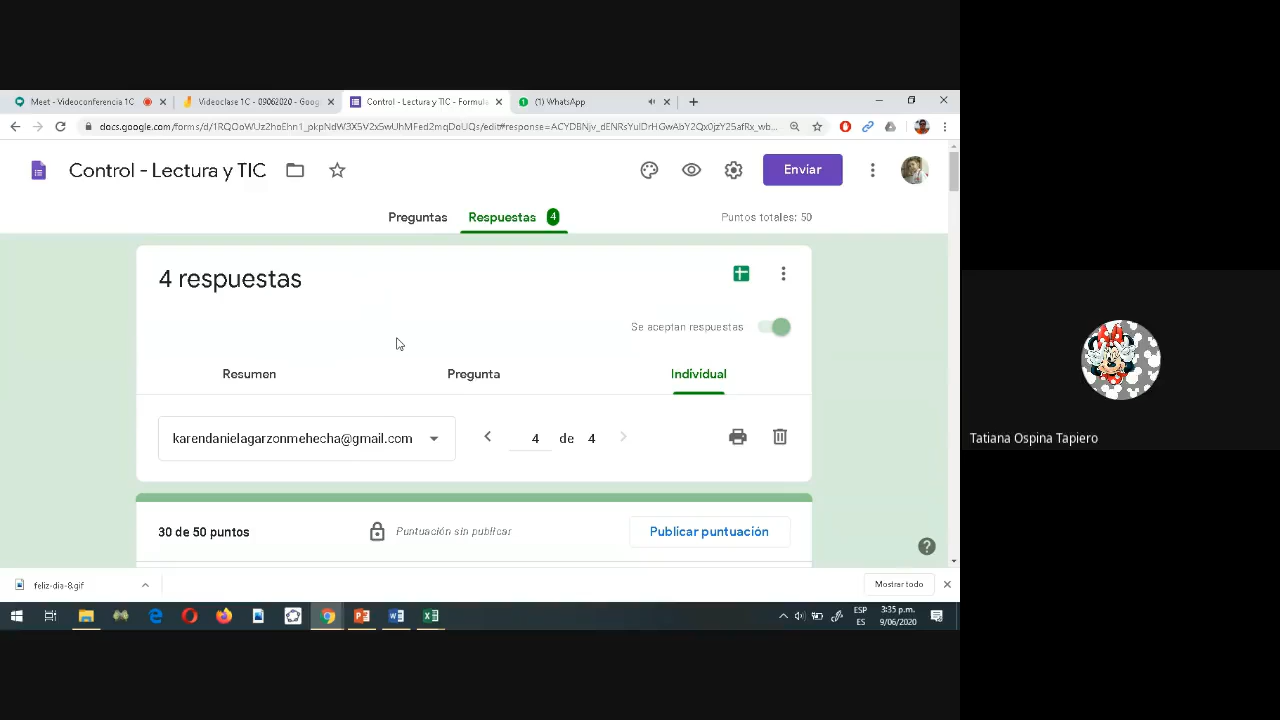 Meet - Videoconferencia 1C
Videoclase 1C - 09062020 - Goog
Control - Lectura y TIC - Formula
(1) WhatsApp
Control - Lectura y TIC
Enviar
Preguntas
Respuestas 4
Puntos totales: 50
4 respuestas
Se aceptan respuestas
Resumen
Pregunta
Individual
karendanielagarzonmehecha@gmail.com
4 de 4
30 de 50 puntos
Puntuación sin publicar
Publicar puntuación
Tatiana Ospina Tapiero
feliz-dia-8.gif
Mostrar todo
ESP
ES
3:35 p.m.
9/06/2020